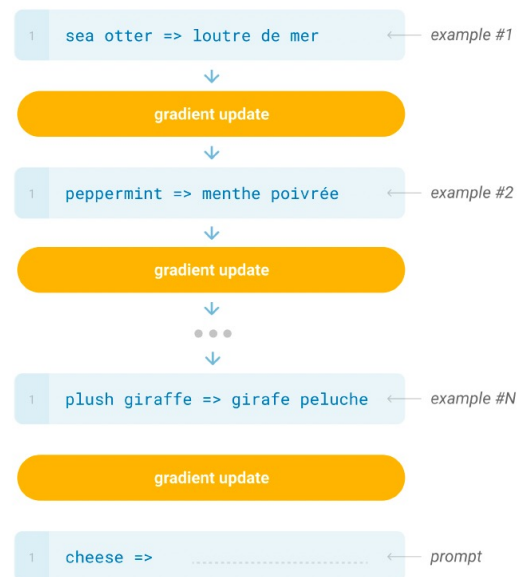 1 sea otter => loutre de mer example #1
gradient update
1 peppermint => menthe poivrée example #2
gradient update
1 plush giraffe => girafe peluche example #N
gradient update
1 cheese => prompt